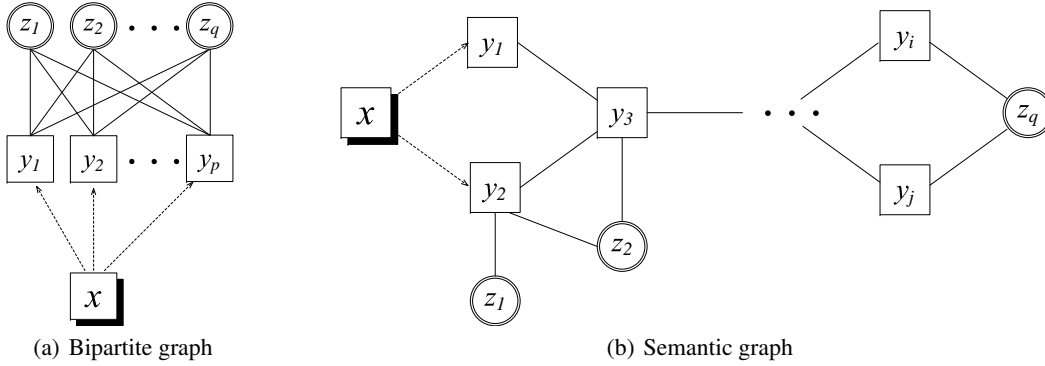 z1 z2 . . . zq
y1 y2 . . . yp
x
(a) Bipartite graph
y1
x
y3
y2
z2
z1
. . .
yi
zq
yj
(b) Semantic graph